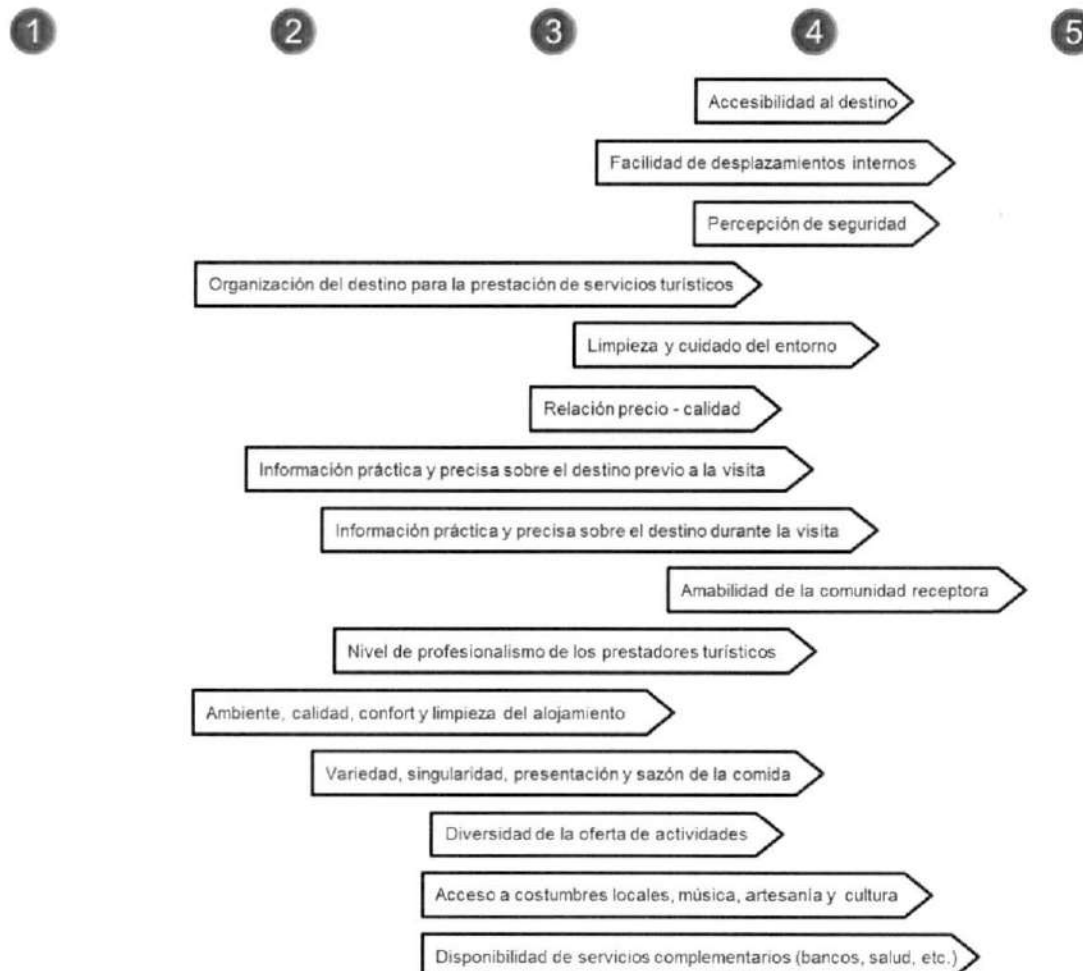 1 2 3 4 5
Accesibilidad al destino
Facilidad de desplazamientos internos
Percepción de seguridad
Organización del destino para la prestación de servicios turísticos
Limpieza y cuidado del entorno
Relación precio - calidad
Información práctica y precisa sobre el destino previo a la visita
Información práctica y precisa sobre el destino durante la visita
Amabilidad de la comunidad receptora
Nivel de profesionalismo de los prestadores turísticos
Ambiente, calidad, confort y limpieza del alojamiento
Variedad, singularidad, presentación y sazón de la comida
Diversidad de la oferta de actividades
Acceso a costumbres locales, música, artesanía y cultura
Disponibilidad de servicios complementarios (bancos, salud, etc.)